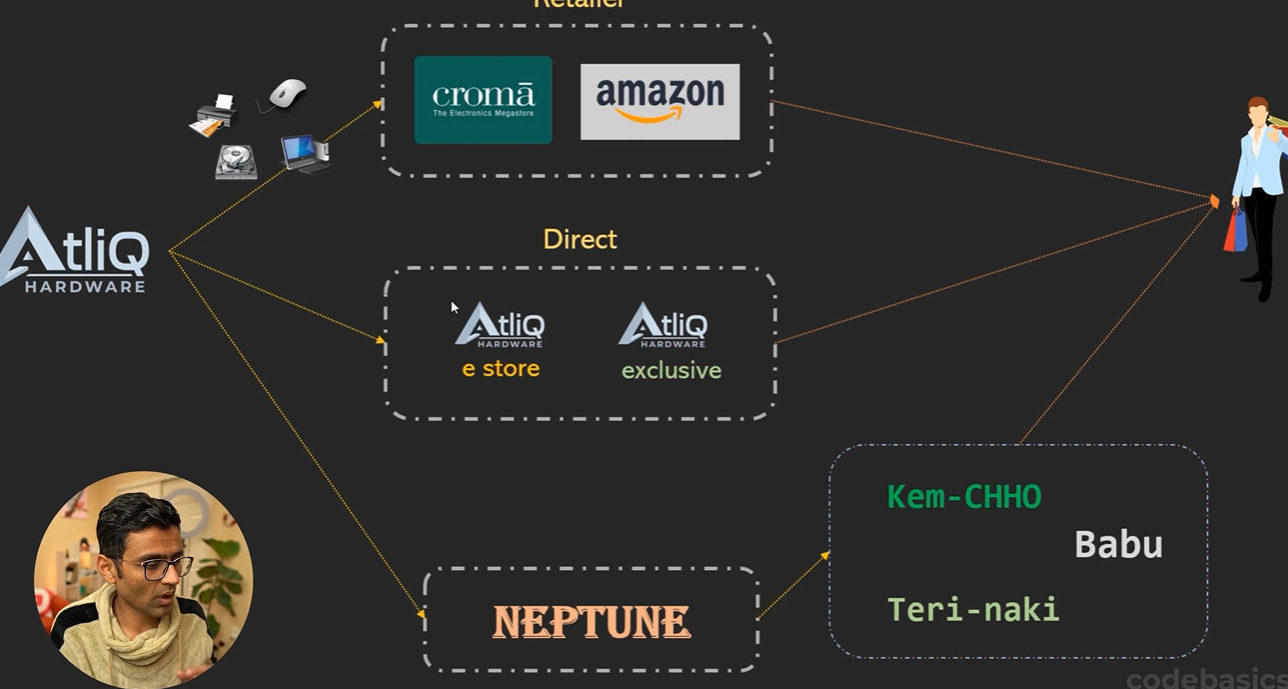 Retailer
cromā
The Electronics Megastore
amazon
AtliQ
HARDWARE
Direct
AtliQ
HARDWARE
e store
AtliQ
HARDWARE
exclusive
NEPTUNE
Kem-CHHO
Babu
Teri-naki
codebasics